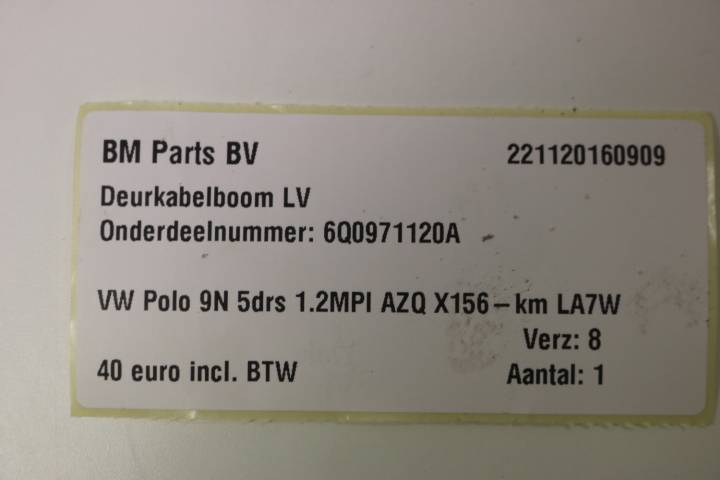 BM Parts BV 221120160909
Deurkabelboom LV
Onderdeelnummer: 6Q0971120A
VW Polo 9N 5drs 1.2MPI AZQ X156-km LA7W
Verz: 8
40 euro incl. BTW Aantal: 1